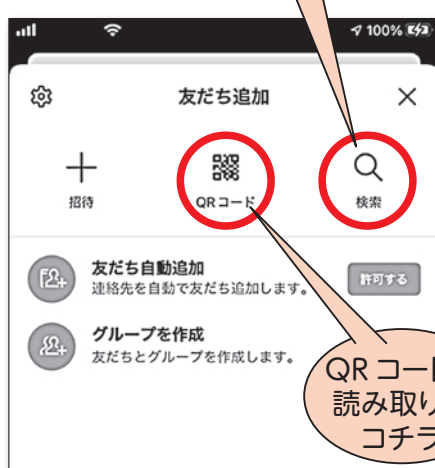 100%
友だち追加
招待
QRコード
検索
友だち自動追加
連絡先を自動で友だち追加します。
許可する
グループを作成
友だちとグループを作成します。
QR コード
読み取り
コチラ